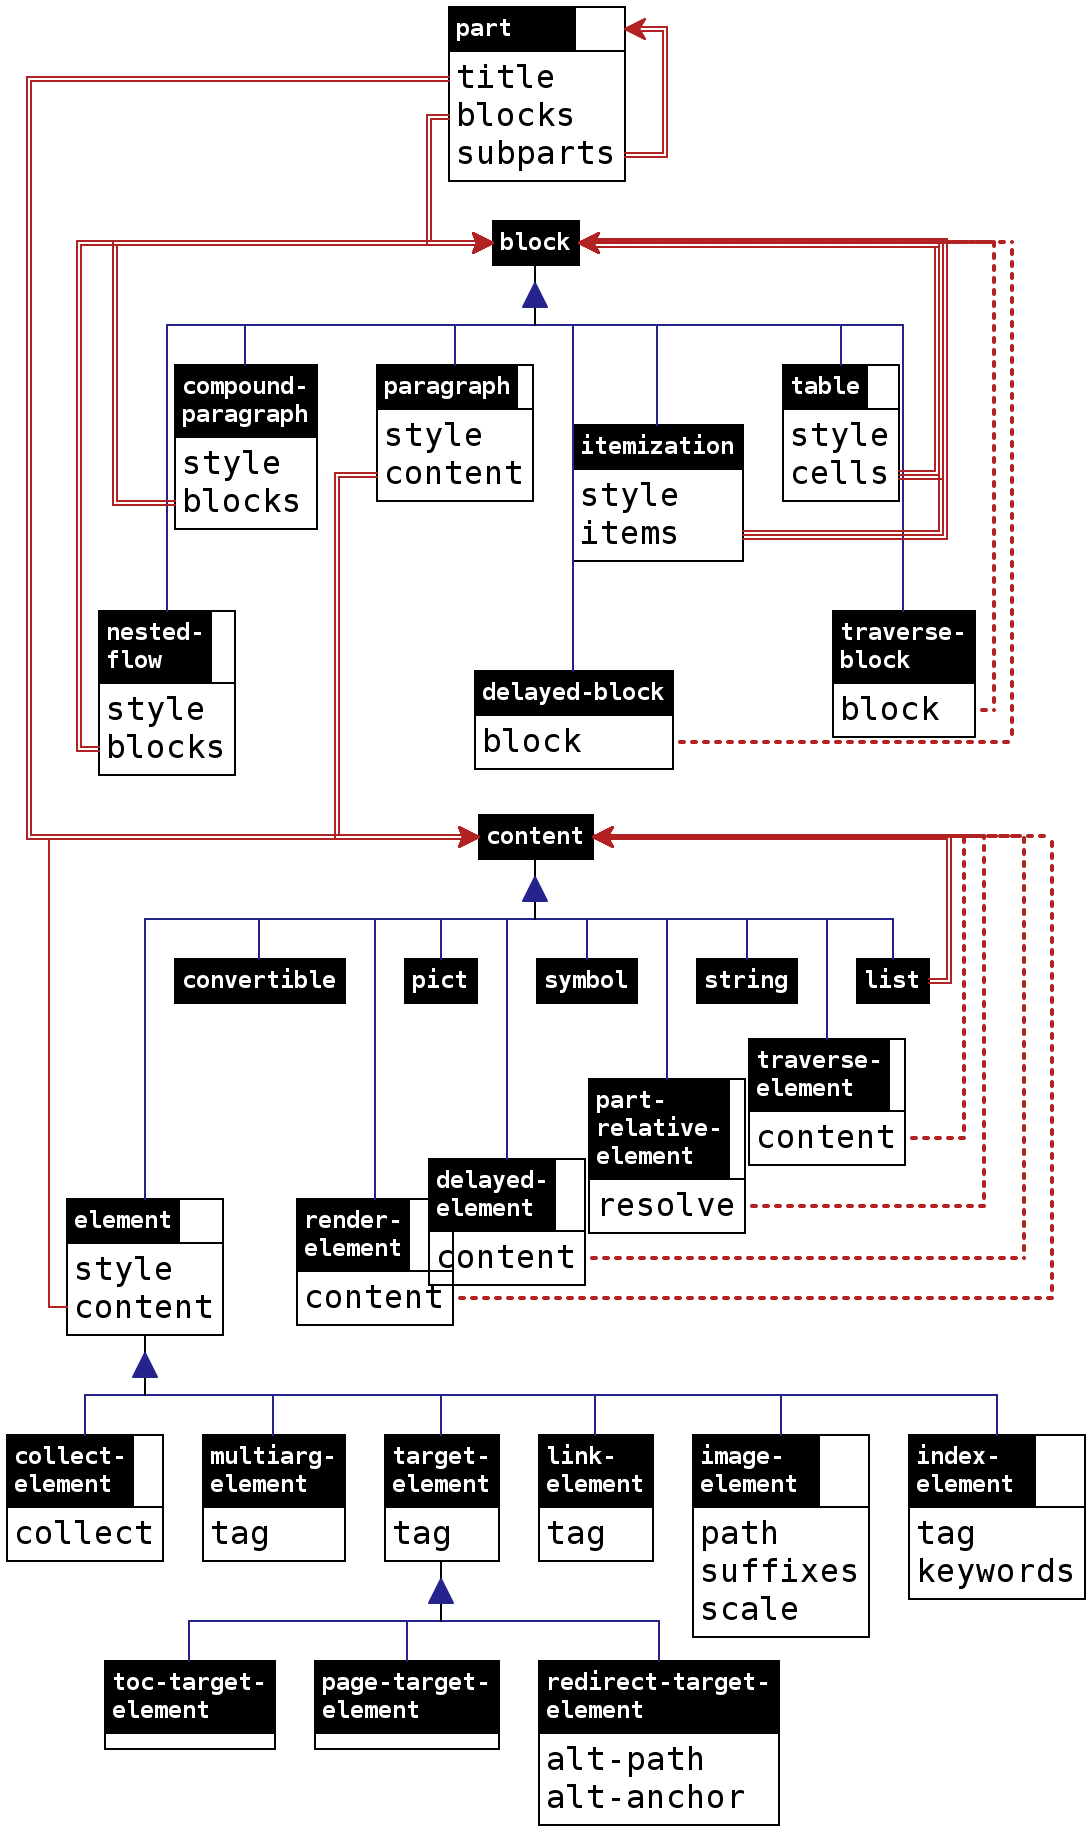 part
title
blocks
subparts
block
compound-
paragraph
style
blocks
paragraph
style
content
itemization
style
items
table
style
cells
nested-
flow
style
blocks
delayed-block
block
traverse-
block
block
content
convertible
pict
symbol
string
list
traverse-
element
content
part-
relative-
element
resolve
delayed-
element
content
render-
element
content
element
style
content
collect-
element
collect
multiarg-
element
tag
target-
element
tag
link-
element
tag
image-
element
path
suffixes
scale
index-
element
tag
keywords
toc-target-
element
page-target-
element
redirect-target-
element
alt-path
alt-anchor